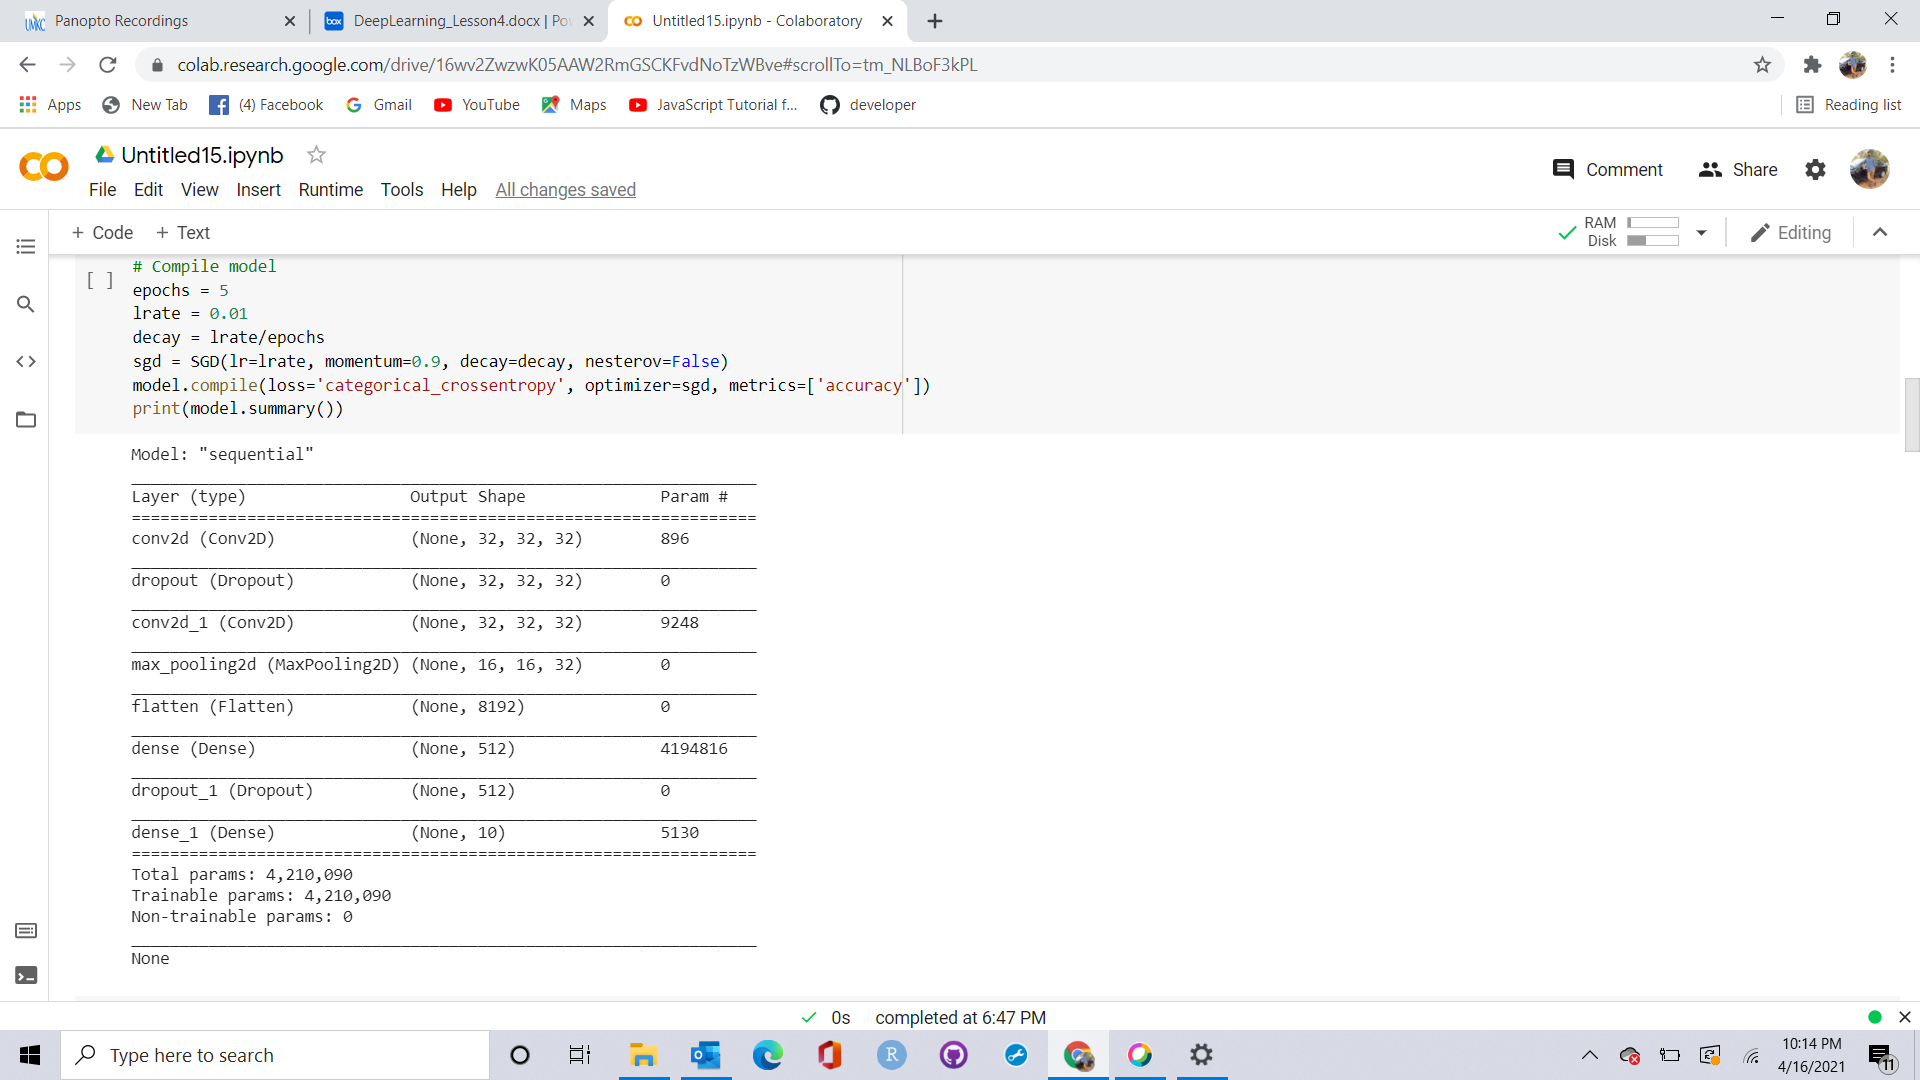 Panopto Recordings
DeepLearning_Lesson4.docx | Po
Untitled15.ipynb - Colaboratory
colab.research.google.com/drive/16wv2ZwzwK05AAW2RmGSCKFvdNoTzWBve#scrollTo=tm_NLBoF3kPL
Apps New Tab (4) Facebook Gmail YouTube Maps JavaScript Tutorial f... developer Reading list
Untitled15.ipynb
File Edit View Insert Runtime Tools Help All changes saved
Comment Share
+ Code + Text
RAM
Disk
Editing
[ ]
# Compile model
epochs = 5
lrate = 0.01
decay = lrate/epochs
sgd = SGD(lr=lrate, momentum=0.9, decay=decay, nesterov=False)
model.compile(loss='categorical_crossentropy', optimizer=sgd, metrics=['accuracy'])
print(model.summary())
Model: "sequential"
_________________________________________________________________
Layer (type) Output Shape Param #
=================================================================
conv2d (Conv2D) (None, 32, 32, 32) 896
_________________________________________________________________
dropout (Dropout) (None, 32, 32, 32) 0
_________________________________________________________________
conv2d_1 (Conv2D) (None, 32, 32, 32) 9248
_________________________________________________________________
max_pooling2d (MaxPooling2D) (None, 16, 16, 32) 0
_________________________________________________________________
flatten (Flatten) (None, 8192) 0
_________________________________________________________________
dense (Dense) (None, 512) 4194816
_________________________________________________________________
dropout_1 (Dropout) (None, 512) 0
_________________________________________________________________
dense_1 (Dense) (None, 10) 5130
=================================================================
Total params: 4,210,090
Trainable params: 4,210,090
Non-trainable params: 0
_________________________________________________________________
None
0s completed at 6:47 PM
Type here to search
10:14 PM
4/16/2021
11